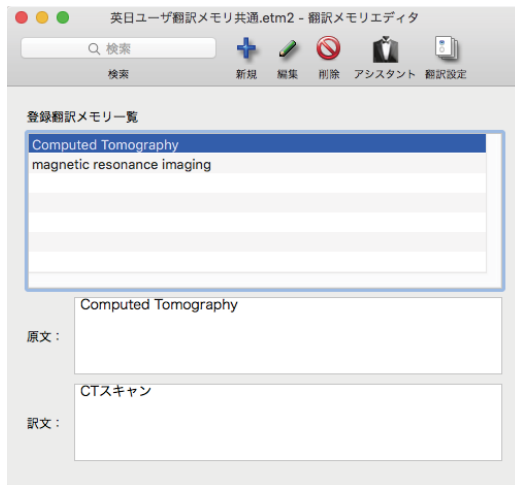 英日ユーザ翻訳メモリ共通.etm2 - 翻訳メモリエディタ
検索
検索 新規 編集 削除 アシスタント 翻訳設定
登録翻訳メモリ一覧
Computed Tomography
magnetic resonance imaging
Computed Tomography
原文：
CTスキャン
訳文：